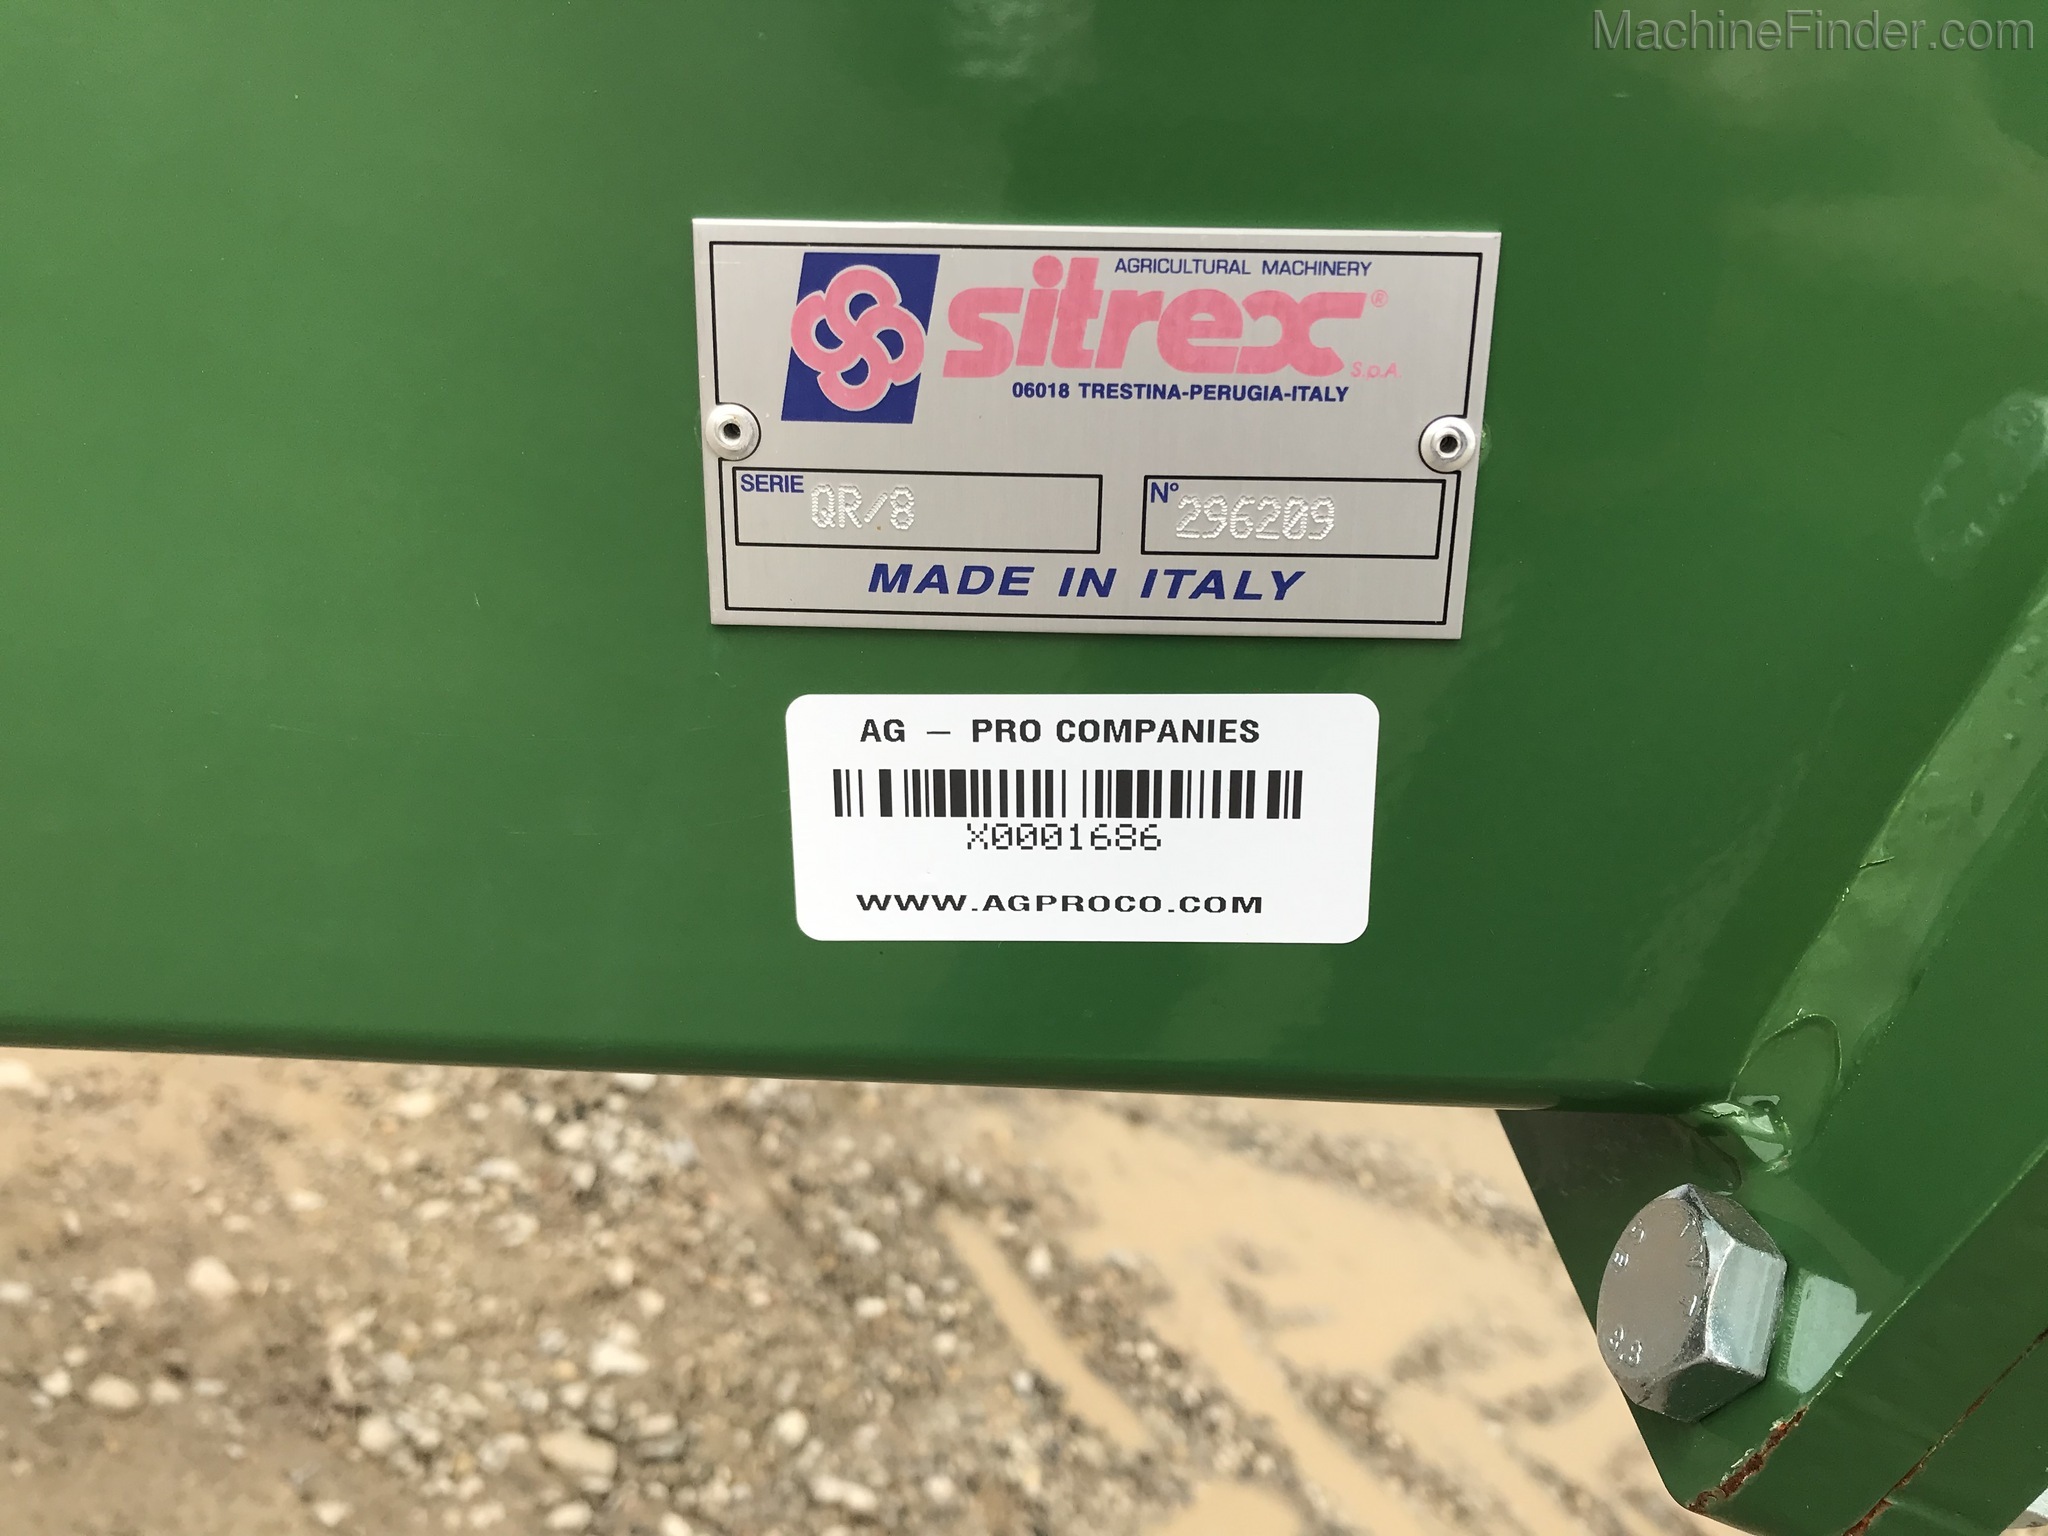 MachineFinder.com
AGRICULTURAL MACHINERY
sitrex®
S.p.A.
06018 TRESTINA-PERUGIA-ITALY
SERIE QR/8
N° 296209
MADE IN ITALY
AG – PRO COMPANIES
X0001686
WWW.AGPROCO.COM